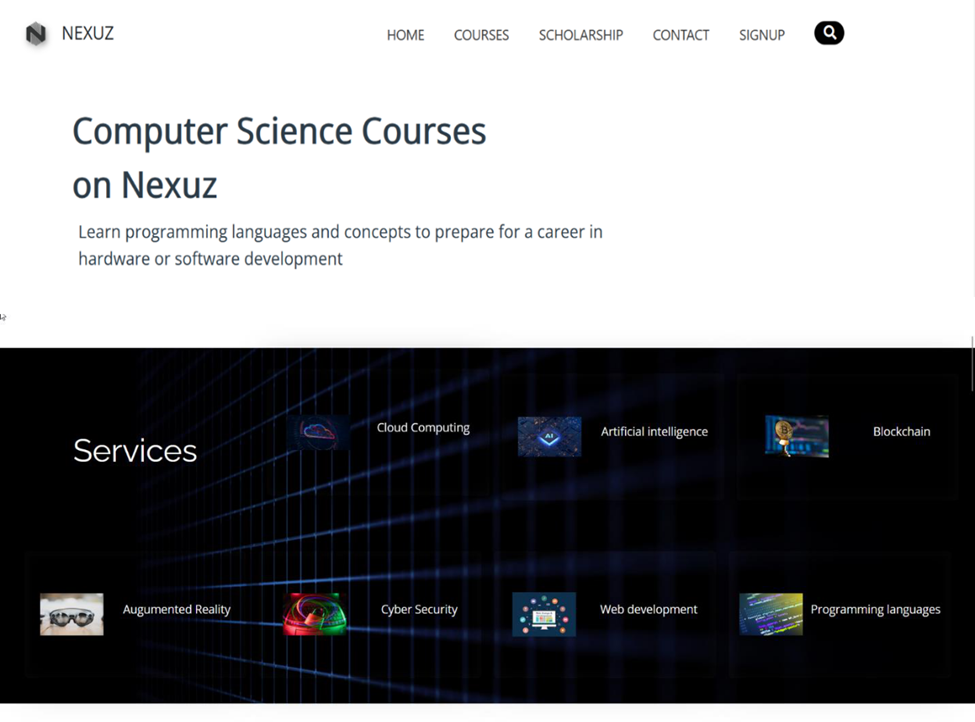 NEXUZ
HOME COURSES SCHOLARSHIP CONTACT SIGNUP
Computer Science Courses
on Nexuz
Learn programming languages and concepts to prepare for a career in
hardware or software development
Services
Cloud Computing
AI
Artificial intelligence
Blockchain
Augumented Reality
Cyber Security
Web development
Programming languages